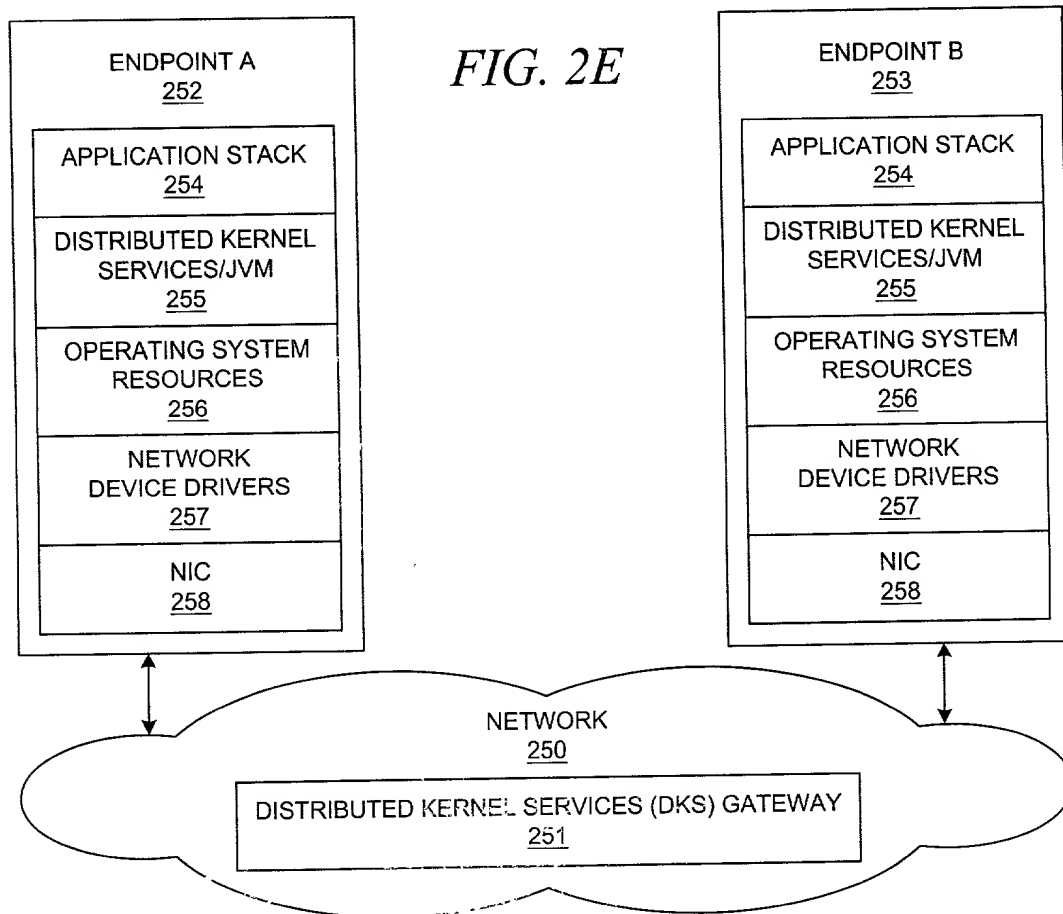 FIG. 2E
ENDPOINT A
252
APPLICATION STACK
254
DISTRIBUTED KERNEL
SERVICES/JVM
255
OPERATING SYSTEM
RESOURCES
256
NETWORK
DEVICE DRIVERS
257
NIC
258
ENDPOINT B
253
APPLICATION STACK
254
DISTRIBUTED KERNEL
SERVICES/JVM
255
OPERATING SYSTEM
RESOURCES
256
NETWORK
DEVICE DRIVERS
257
NIC
258
NETWORK
250
DISTRIBUTED KERNEL SERVICES (DKS) GATEWAY
251